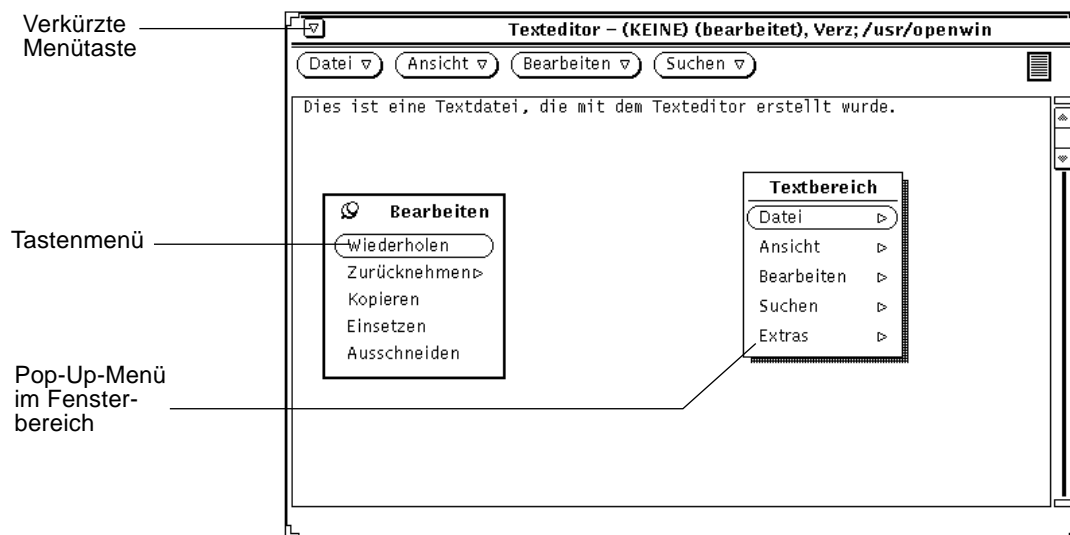 Verkürzte
Menütaste
Texteditor – (KEINE) (bearbeitet), Verz; /usr/openwin
Datei Ansicht Bearbeiten Suchen
Dies ist eine Textdatei, die mit dem Texteditor erstellt wurde.
Tastenmenü
Bearbeiten
Wiederholen
Zurücknehmen
Kopieren
Einsetzen
Ausschneiden
Textbereich
Datei
Ansicht
Bearbeiten
Suchen
Extras
Pop-Up-Menü
im Fenster-
bereich